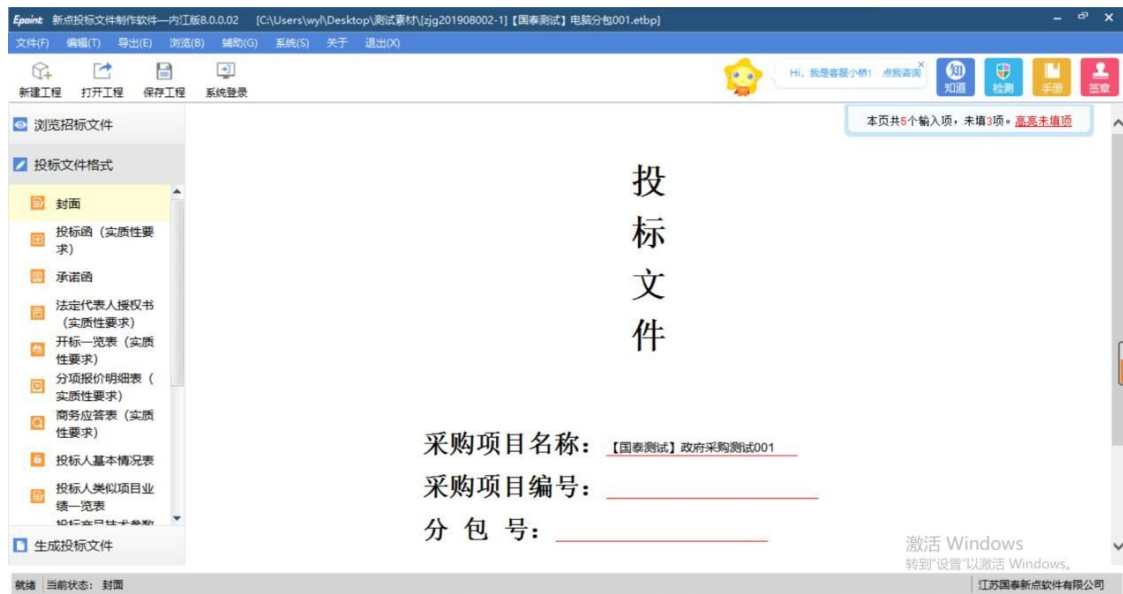 Epoint 新点投标文件制作软件—内江版8.0.0.02 [C:\Users\wyl\Desktop\测试素材\[zjg201908002-1]【国泰测试】电脑分包001.etbp]
文件(F) 编辑(T) 导出(E) 浏览(B) 辅助(G) 系统(S) 关于 退出(X)
新建工程 打开工程 保存工程 系统登录
Hi，我是客服小桥！点我咨询
知
知道 检测 手册 签章
浏览招标文件
本页共5个输入项，未填3项。高亮未填项
投标文件格式
封面
投标函（实质性要
求）
承诺函
法定代表人授权书
（实质性要求）
开标一览表（实质
性要求）
分项报价明细表（
实质性要求）
商务应答表（实质
性要求）
投标人基本情况表
投标人类似项目业
绩一览表
投标产品技术参数
生成投标文件
投
标
文
件
采购项目名称：【国泰测试】政府采购测试001
采购项目编号：
分 包 号：
激活 Windows
转到"设置"以激活 Windows。
就绪 当前状态： 封面
江苏国泰新点软件有限公司